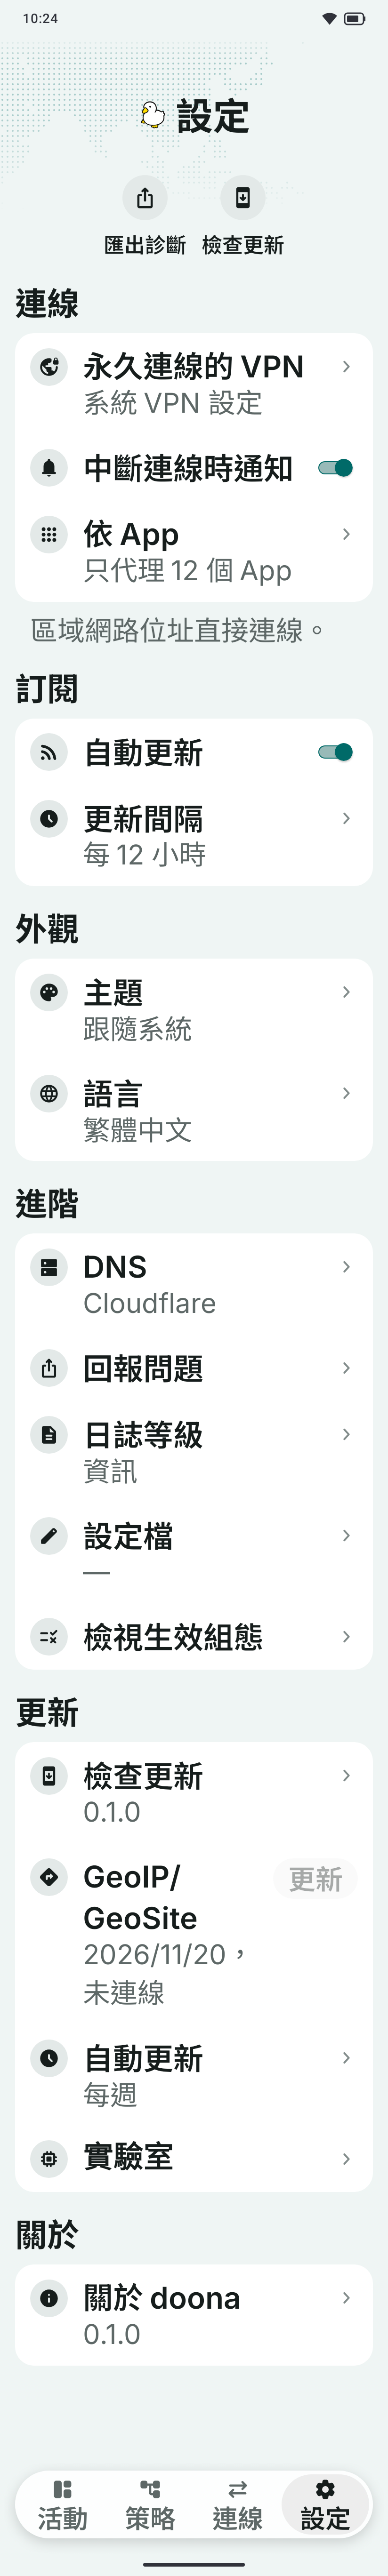 10:24
設定
匯出診斷
檢查更新
連線
永久連線的 VPN
系統 VPN 設定
中斷連線時通知
依 App
只代理 12 個 App
區域網路位址直接連線。
訂閱
自動更新
更新間隔
每 12 小時
外觀
主題
跟隨系統
語言
繁體中文
進階
DNS
Cloudflare
回報問題
日誌等級
資訊
設定檔
—
檢視生效組態
更新
檢查更新
0.1.0
GeoIP/
GeoSite
更新
2026/11/20，
未連線
自動更新
每週
實驗室
關於
關於 doona
0.1.0
活動
策略
連線
設定